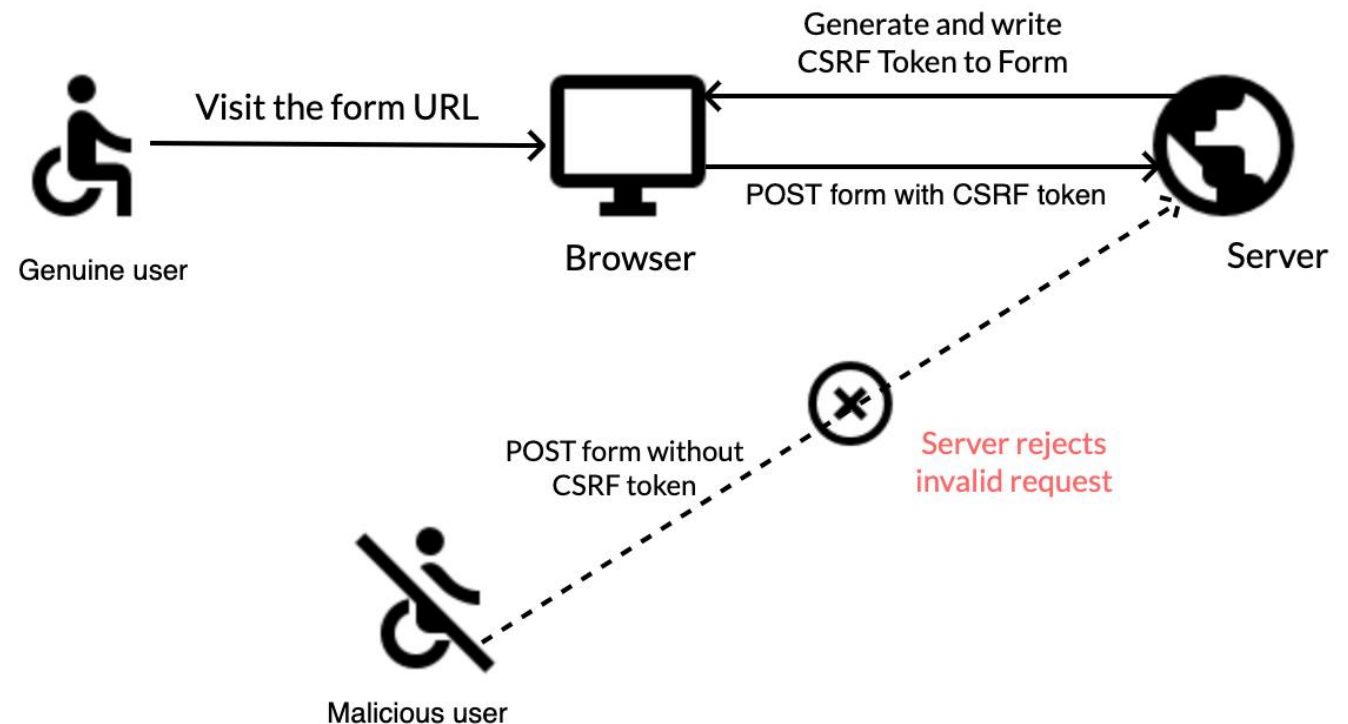 Generate and write
CSRF Token to Form
Visit the form URL
POST form with CSRF token
Browser
Server
Genuine user
POST form without
CSRF token
Server rejects
invalid request
Malicious user